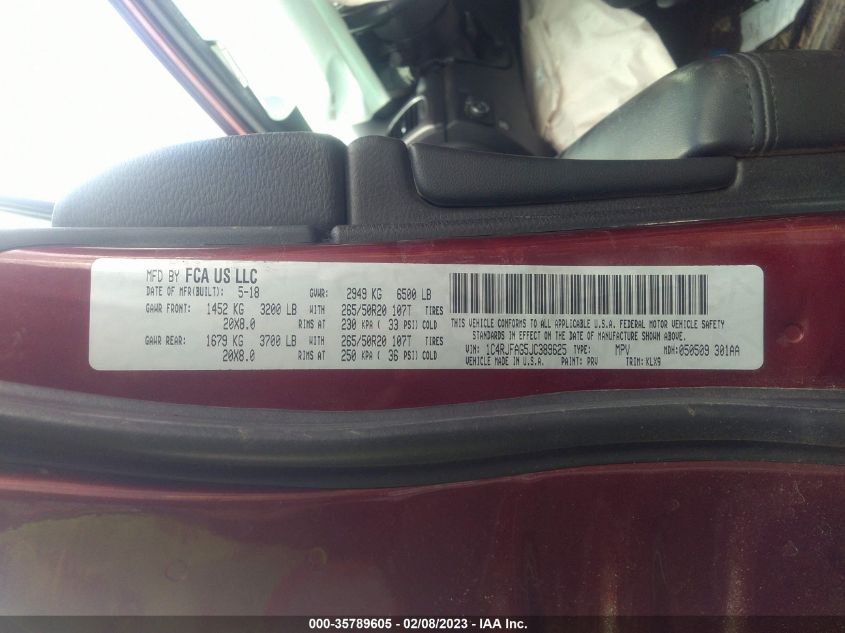 MFD BY FCA US LLC
DATE OF MFR(BUILT): 5-18 GVWR: 2949 KG 6500 LB
GAWR FRONT: 1452 KG 3200 LB WITH 265/50R20 107T TIRES
20X8.0 RIMS AT 230 KPA ( 33 PSI) COLD
GAWR REAR: 1679 KG 3700 LB WITH 265/50R20 107T TIRES
20X8.0 RIMS AT 250 KPA ( 36 PSI) COLD
THIS VEHICLE CONFORMS TO ALL APPLICABLE U.S.A. FEDERAL MOTOR VEHICLE SAFETY
STANDARDS IN EFFECT ON THE DATE OF MANUFACTURE SHOWN ABOVE.
VIN: 1C4RJFAG5JC389625 TYPE: MPV MDH: 050509 301AA
VEHICLE MADE IN U.S.A. PAINT: PRV TRIM: KLX9
000-35789605 - 02/08/2023 - IAA Inc.